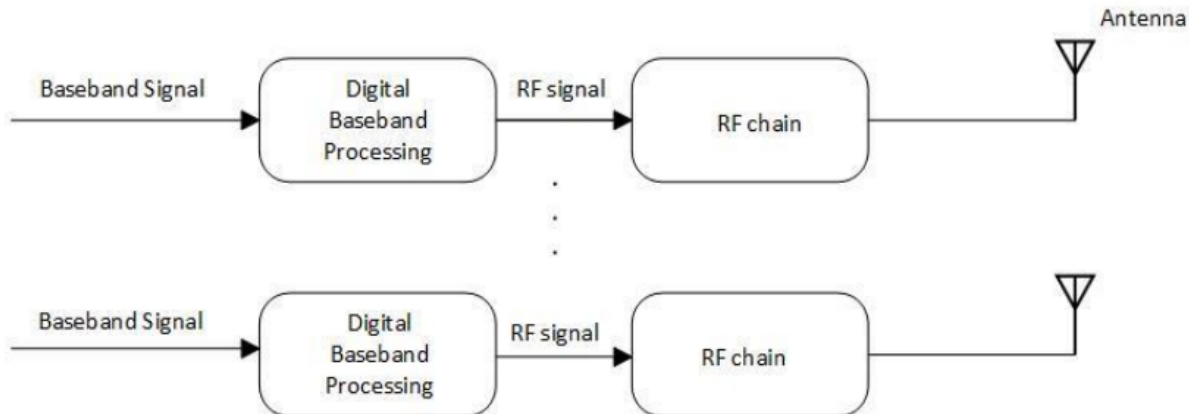 Antenna
Baseband Signal
Digital
Baseband
Processing
RF signal
RF chain
Baseband Signal
Digital
Baseband
Processing
RF signal
RF chain